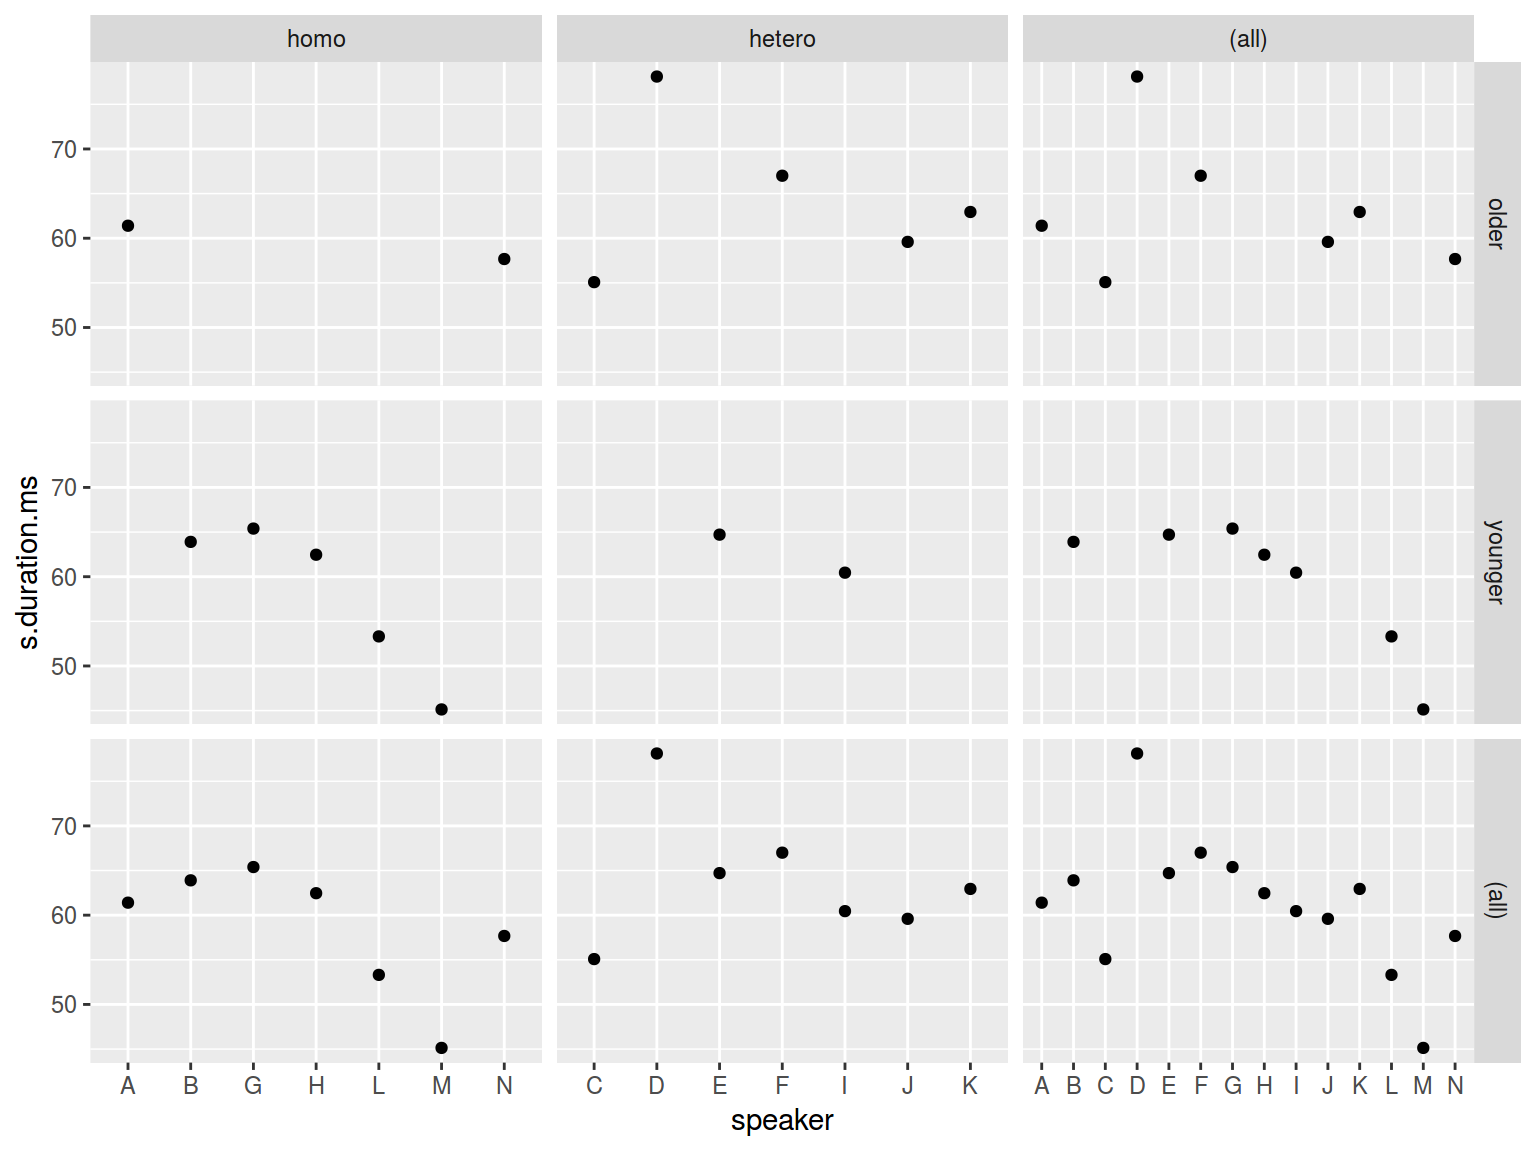 homo hetero (all)
70
60
50
older
70
60
50
younger
70
60
50
(all)
s.duration.ms
A B G H L M N C D E F I J K A B C D E F G H I J K L M N
speaker